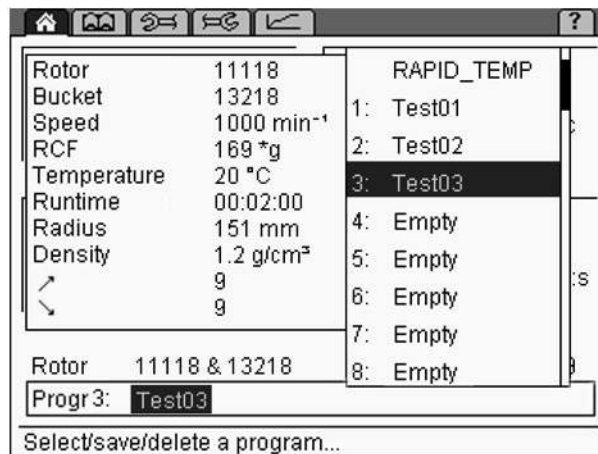 ?
Rotor 11118
Bucket 13218
Speed 1000 min⁻¹
RCF 169 *g
Temperature 20 °C
Runtime 00:02:00
Radius 151 mm
Density 1.2 g/cm³
↗ 9
↘ 9
RAPID_TEMP
1: Test01
2: Test02
3: Test03
4: Empty
5: Empty
6: Empty
7: Empty
8: Empty
:s
Rotor 11118 & 13218
Progr 3: Test03
Select/save/delete a program...